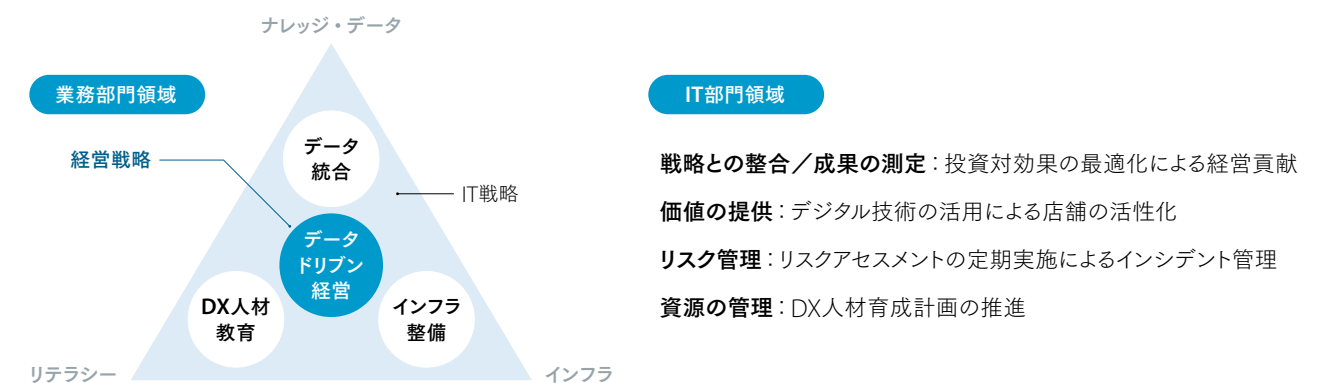 ナレッジ・データ
業務部門領域
経営戦略
データ
統合
IT戦略
データ
ドリブン
経営
DX人材
教育
インフラ
整備
リテラシー
インフラ
IT部門領域
戦略との整合／成果の測定：投資対効果の最適化による経営貢献
価値の提供：デジタル技術の活用による店舗の活性化
リスク管理：リスクアセスメントの定期実施によるインシデント管理
資源の管理：DX人材育成計画の推進